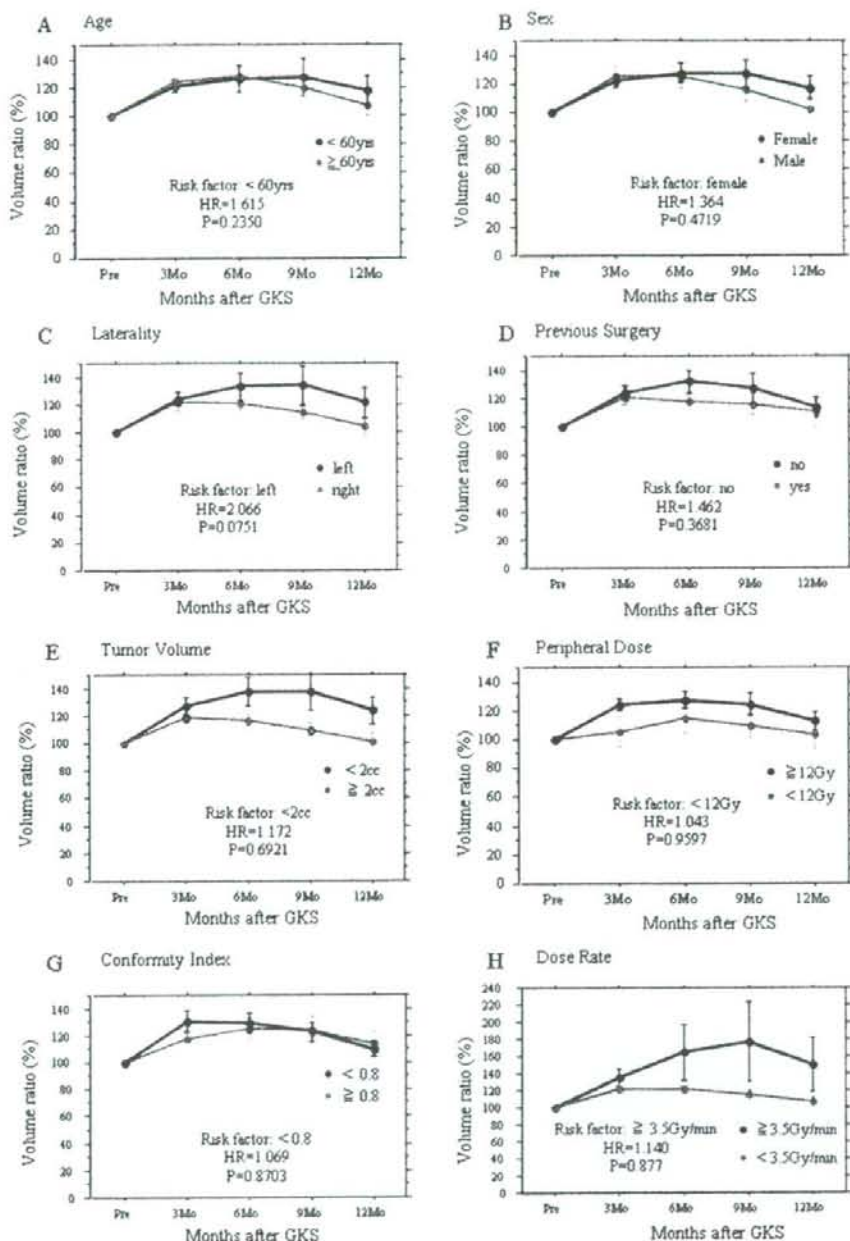 A Age
Volume ratio (%)
140
120
100
80
60
40
20
0
< 60yrs
≧ 60yrs
Risk factor: < 60yrs
HR=1 615
P=0.2350
Pre 3Mo 6Mo 9Mo 12Mo
Months after GKS
B Sex
Volume ratio (%)
140
120
100
80
60
40
20
0
Female
Male
Risk factor: female
HR=1 364
P=0.4719
Pre 3Mo 6Mo 9Mo 12Mo
Months after GKS
C Laterality
Volume ratio (%)
140
120
100
80
60
40
20
0
left
right
Risk factor: left
HR=2 066
P=0.0751
Pre 3Mo 6Mo 9Mo 12Mo
Months after GKS
D Previous Surgery
Volume ratio (%)
140
120
100
80
60
40
20
0
no
yes
Risk factor: no
HR=1.462
P=0.3681
Pre 3Mo 6Mo 9Mo 12Mo
Months after GKS
E Tumor Volume
Volume ratio (%)
140
120
100
80
60
40
20
0
< 2cc
≧ 2cc
Risk factor: <2cc
HR=1 172
P=0 6921
Pre 3Mo 6Mo 9Mo 12Mo
Months after GKS
F Peripheral Dose
Volume ratio (%)
140
120
100
80
60
40
20
0
≧ 12Gy
< 12Gy
Risk factor: < 12Gy
HR=1.043
P=0.9597
Pre 3Mo 6Mo 9Mo 12Mo
Months after GKS
G Conformity Index
Volume ratio (%)
140
120
100
80
60
40
20
0
< 0.8
≧ 0.8
Risk factor: < 0.8
HR=1 069
P=0.8703
Pre 3Mo 6Mo 9Mo 12Mo
Months after GKS
H Dose Rate
Volume ratio (%)
240
220
200
180
160
140
120
100
80
60
40
20
0
Risk factor: ≧ 3 5Gy/min
≧ 3.5Gy/min
HR=1.140
< 3.5Gy/min
P=0.877
Pre 3Mo 6Mo 9Mo 12Mo
Months after GKS